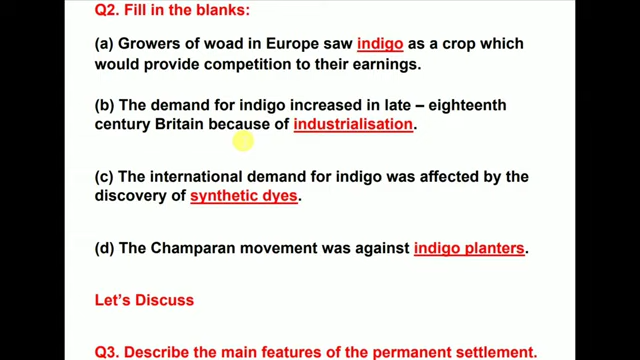 Q2. Fill in the blanks:
(a) Growers of woad in Europe saw indigo as a crop which
would provide competition to their earnings.
(b) The demand for indigo increased in late – eighteenth
century Britain because of industrialisation.
(c) The international demand for indigo was affected by the
discovery of synthetic dyes.
(d) The Champaran movement was against indigo planters.
Let's Discuss
Q3. Describe the main features of the permanent settlement.